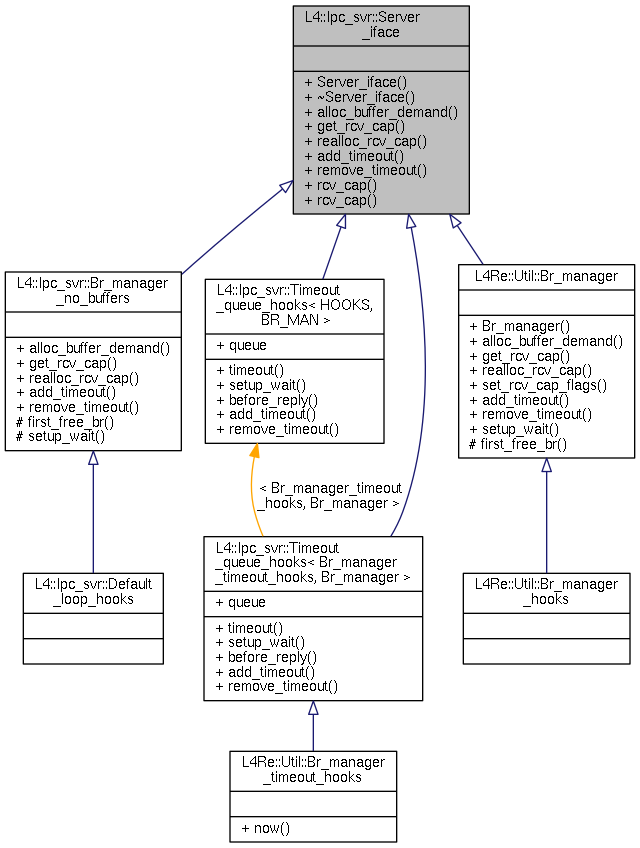 L4::Ipc_svr::Server
_iface
+ Server_iface()
+ ~Server_iface()
+ alloc_buffer_demand()
+ get_rcv_cap()
+ realloc_rcv_cap()
+ add_timeout()
+ remove_timeout()
+ rcv_cap()
+ rcv_cap()
L4::Ipc_svr::Br_manager
_no_buffers
+ alloc_buffer_demand()
+ get_rcv_cap()
+ realloc_rcv_cap()
+ add_timeout()
+ remove_timeout()
# first_free_br()
# setup_wait()
L4::Ipc_svr::Timeout
_queue_hooks< HOOKS,
BR_MAN >
+ queue
+ timeout()
+ setup_wait()
+ before_reply()
+ add_timeout()
+ remove_timeout()
L4Re::Util::Br_manager
+ Br_manager()
+ alloc_buffer_demand()
+ get_rcv_cap()
+ realloc_rcv_cap()
+ set_rcv_cap_flags()
+ add_timeout()
+ remove_timeout()
+ setup_wait()
# first_free_br()
< Br_manager_timeout
_hooks, Br_manager >
L4::Ipc_svr::Default
_loop_hooks
L4::Ipc_svr::Timeout
_queue_hooks< Br_manager
_timeout_hooks, Br_manager >
+ queue
+ timeout()
+ setup_wait()
+ before_reply()
+ add_timeout()
+ remove_timeout()
L4Re::Util::Br_manager
_hooks
L4Re::Util::Br_manager
_timeout_hooks
+ now()